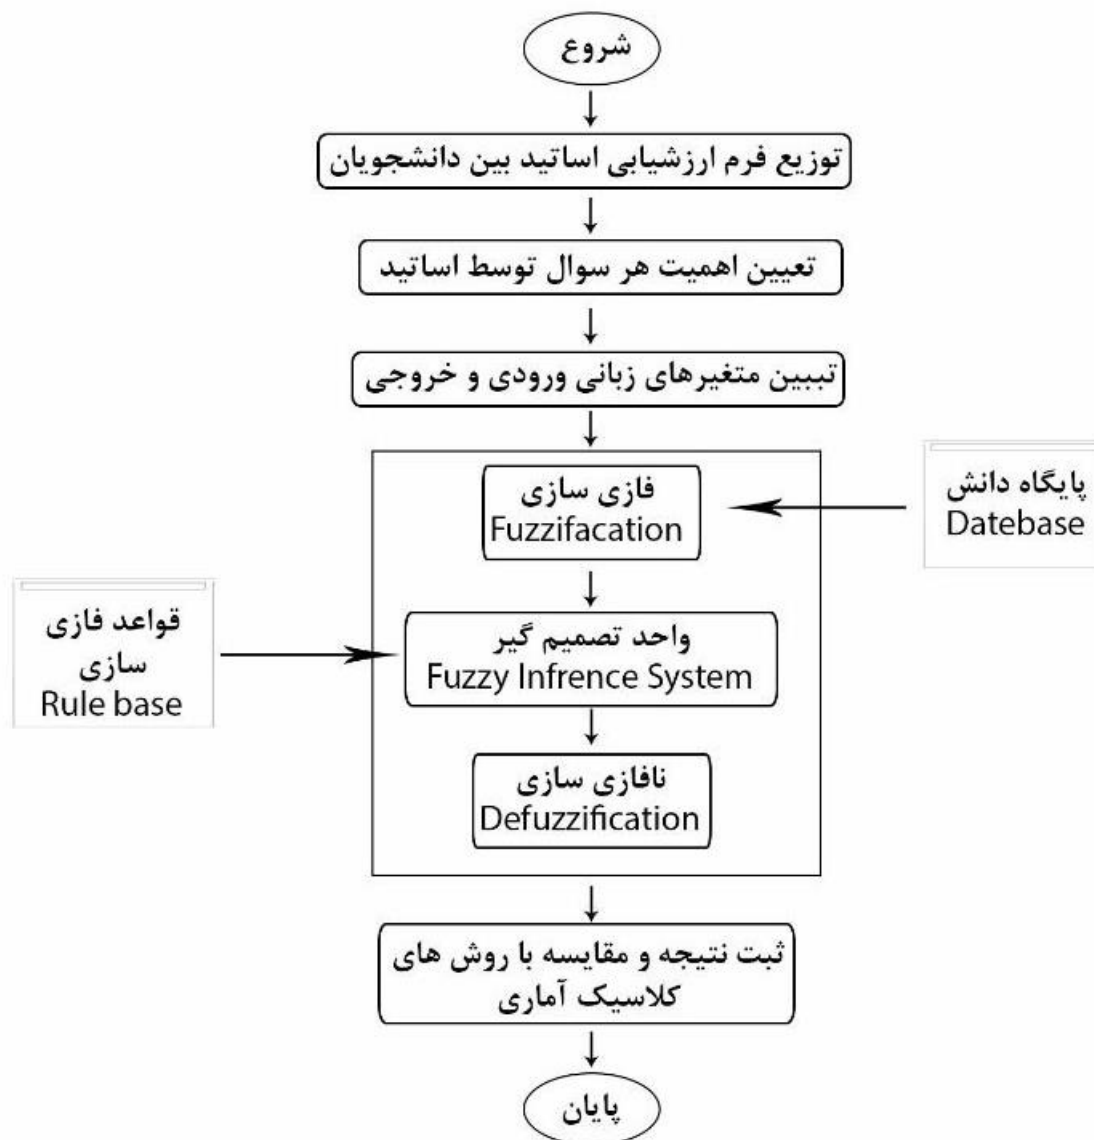 شروع
توزیع فرم ارزشیابی اساتید بین دانشجویان
تعیین اهمیت هر سوال توسط اساتید
تببین متغیرهای زبانی ورودی و خروجی
فازی سازی
Fuzzifacation
پایگاه دانش
Datebase
قواعد فازی
سازی
Rule base
واحد تصمیم گیر
Fuzzy Infrence System
نافازی سازی
Defuzzification
ثبت نتیجه و مقایسه با روش های
کلاسیک آماری
پایان